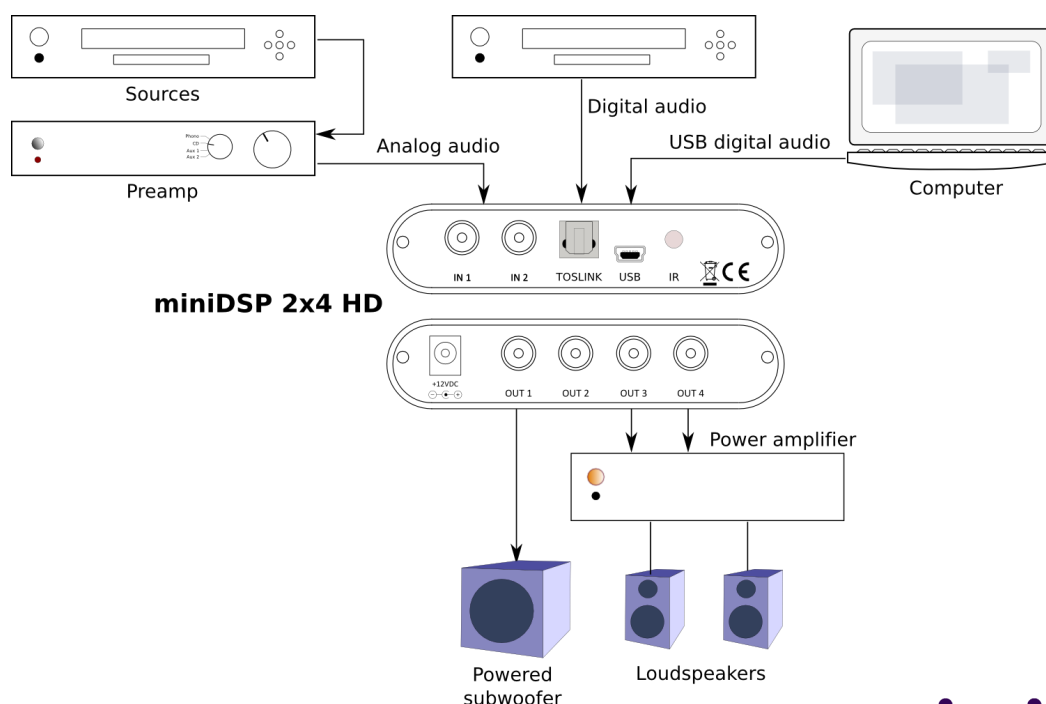 Sources
Digital audio
USB digital audio
Computer
Phono
CD
Aux 1
Aux 2
Preamp
Analog audio
IN 1 IN 2 TOSLINK USB IR CE
miniDSP 2x4 HD
+12VDC
OUT 1 OUT 2 OUT 3 OUT 4
Power amplifier
Powered
subwoofer
Loudspeakers